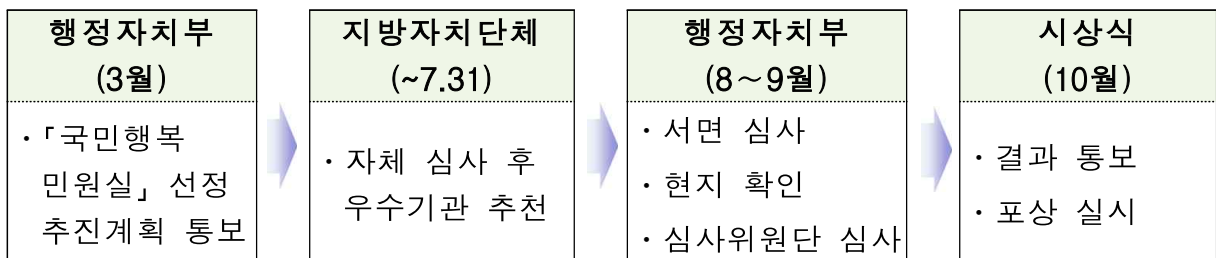 행정자치부
(3월)
·「국민행복
민원실」 선정
추진계획 통보
지방자치단체
(~7.31)
· 자체 심사 후
우수기관 추천
행정자치부
(8～9월)
· 서면 심사
· 현지 확인
· 심사위원단 심사
시상식
(10월)
· 결과 통보
· 포상 실시